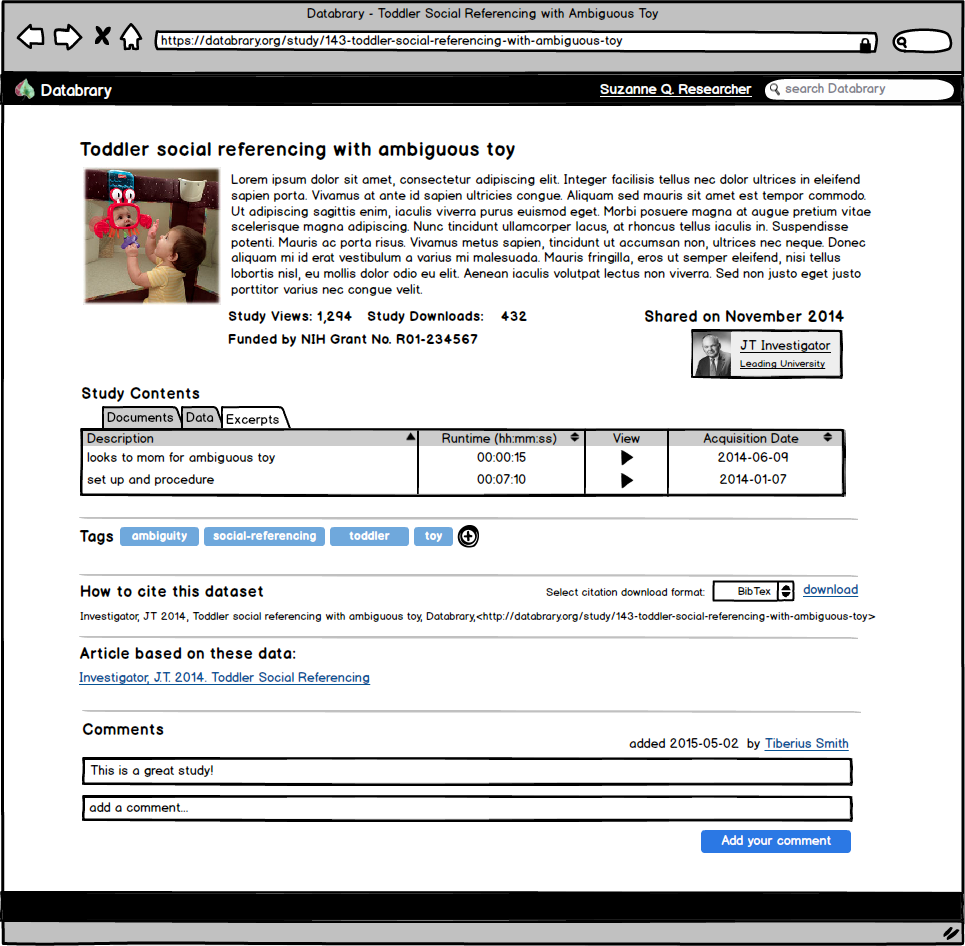 Databrary - Toddler Social Referencing with Ambiguous Toy
https://databrary.org/study/143-toddler-social-referencing-with-ambiguous-toy
Databrary
Suzanne Q. Researcher
search Databrary
Toddler social referencing with ambiguous toy
Lorem ipsum dolor sit amet, consectetur adipiscing elit. Integer facilisis tellus nec dolor ultrices in eleifend
sapien porta. Vivamus at ante id sapien ultricies congue. Aliquam sed mauris sit amet est tempor commodo.
Ut adipiscing sagittis enim, iaculis viverra purus euismod eget. Morbi posuere magna at augue pretium vitae
scelerisque magna adipiscing. Nunc tincidunt ullamcorper lacus, at rhoncus tellus iaculis in. Suspendisse
potenti. Mauris ac porta risus. Vivamus metus sapien, tincidunt ut accumsan non, ultrices nec neque. Donec
aliquam mi id erat vestibulum a varius mi malesuada. Mauris fringilla, eros ut semper eleifend, nisi tellus
lobortis nisl, eu mollis dolor odio eu elit. Aenean iaculis volutpat lectus non viverra. Sed non justo eget justo
porttitor varius nec congue velit.
Study Views: 1,294 Study Downloads: 432
Shared on November 2014
Funded by NIH Grant No. R01-234567
JT Investigator
Leading University
Study Contents
Documents Data Excerpts
Description Runtime (hh:mm:ss) View Acquisition Date
looks to mom for ambiguous toy 00:00:15 2014-06-09
set up and procedure 00:07:10 2014-01-07
Tags ambiguity social-referencing toddler toy
How to cite this dataset
Select citation download format: BibTex download
Investigator, JT 2014, Toddler social referencing with ambiguous toy, Databrary,<http://databrary.org/study/143-toddler-social-referencing-with-ambiguous-toy>
Article based on these data:
Investigator, J.T. 2014. Toddler Social Referencing
Comments
added 2015-05-02 by Tiberius Smith
This is a great study!
add a comment...
Add your comment